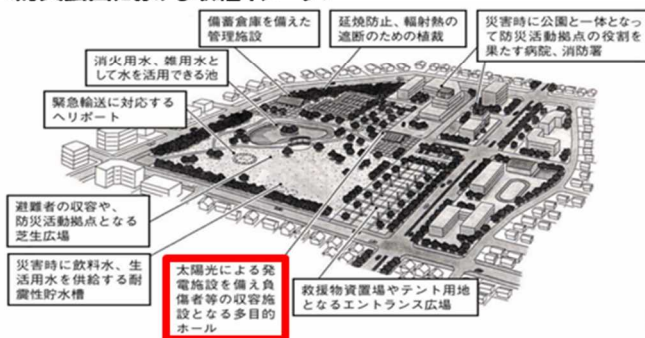 備蓄倉庫を備えた
管理施設
延焼防止、輻射熱の
遮断のための植栽
災害時に公園と一体となっ
て防災活動拠点の役割を
果たす病院、消防署
消火用水、雑用水と
して水を活用できる池
緊急輸送に対応する
ヘリポート
避難者の収容や、
防災活動拠点となる
芝生広場
災害時に飲料水、生
活用水を供給する耐
震性貯水槽
太陽光による発
電施設を備え負
傷者等の収容施
設となる多目的
ホール
救援物資置場やテント用地
となるエントランス広場